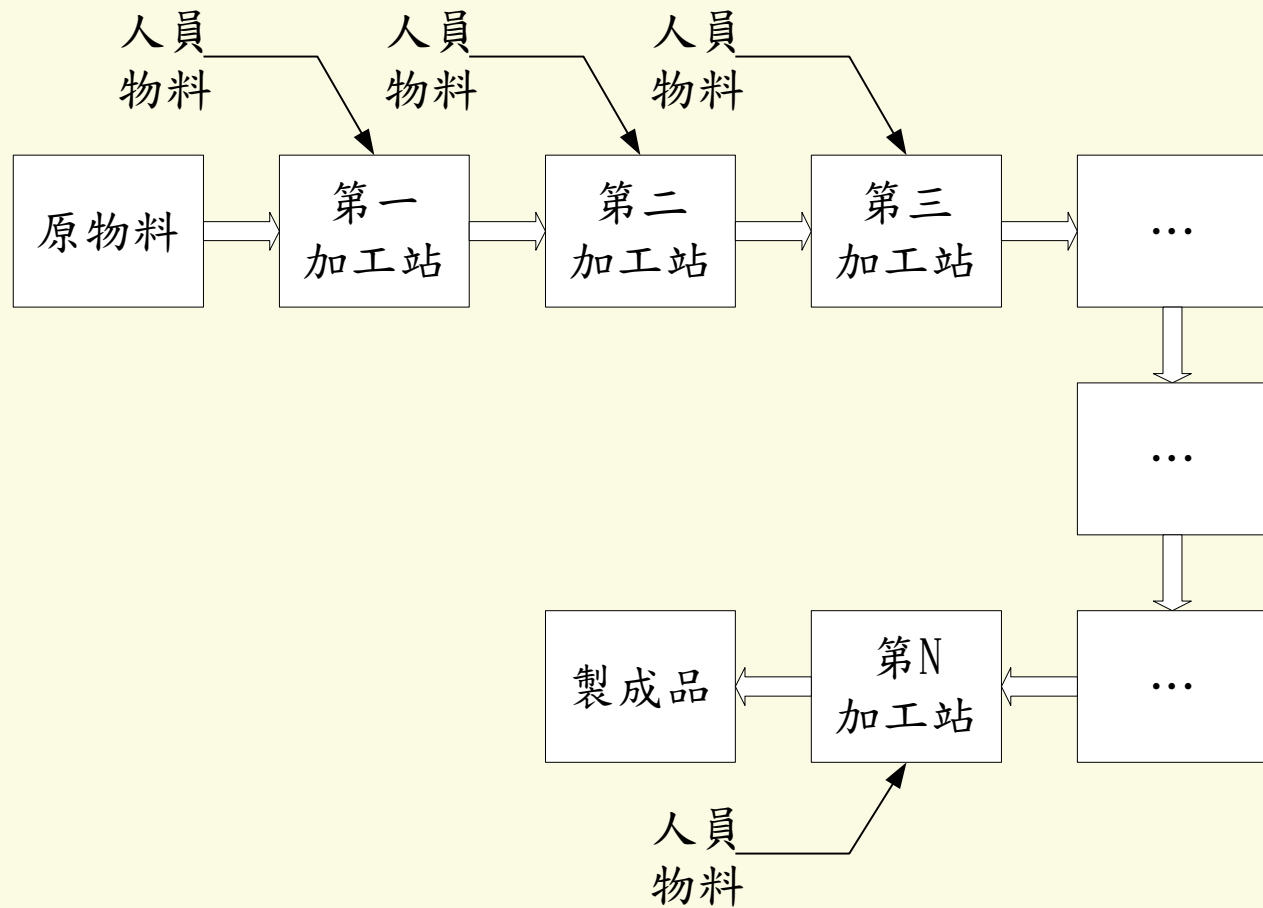 人員
物料
人員
物料
人員
物料
原物料
第一
加工站
第二
加工站
第三
加工站
…
…
製成品
第N
加工站
…
人員
物料